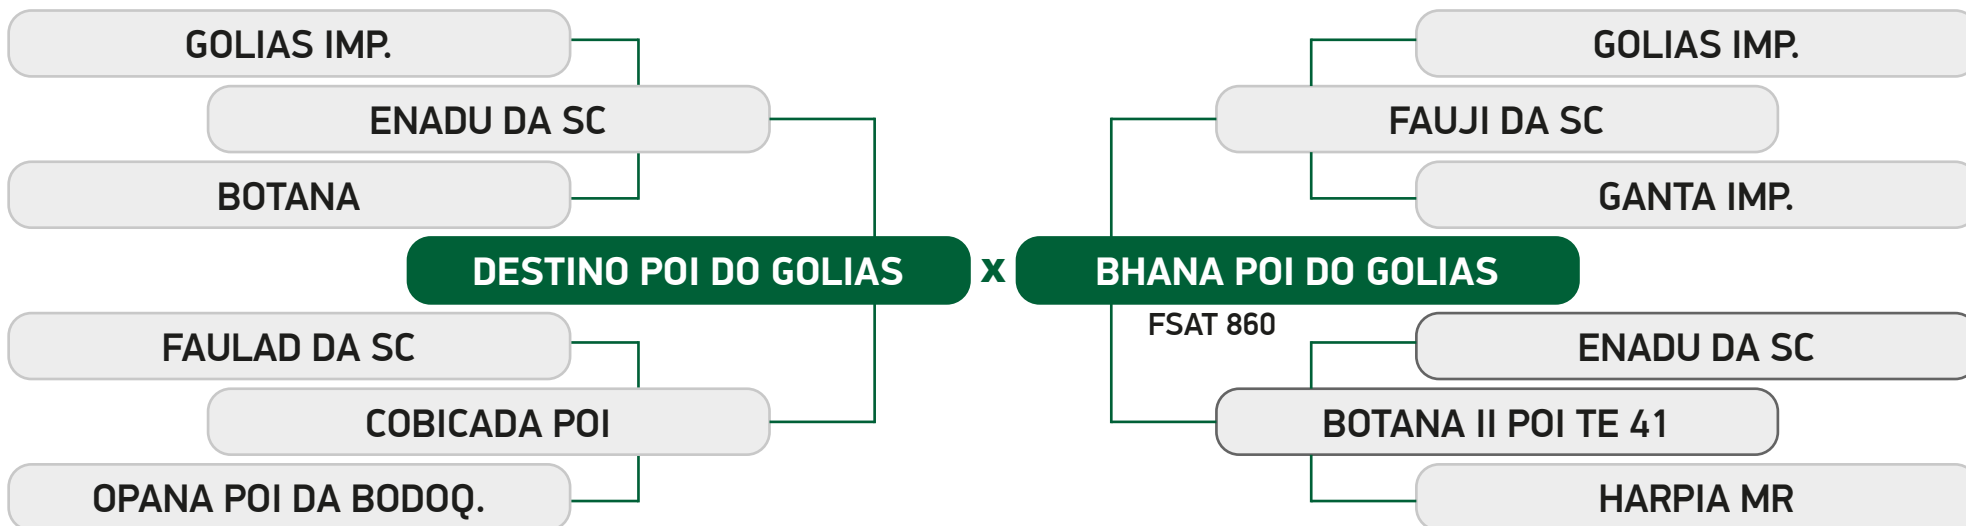 GOLIAS IMP.
GOLIAS IMP.
ENADU DA SC
FAUJI DA SC
BOTANA
GANTA IMP.
DESTINO POI DO GOLIAS x BHANA POI DO GOLIAS
FSAT 860
FAULAD DA SC
ENADU DA SC
COBICADA POI
BOTANA II POI TE 41
OPANA POI DA BODOQ.
HARPIA MR